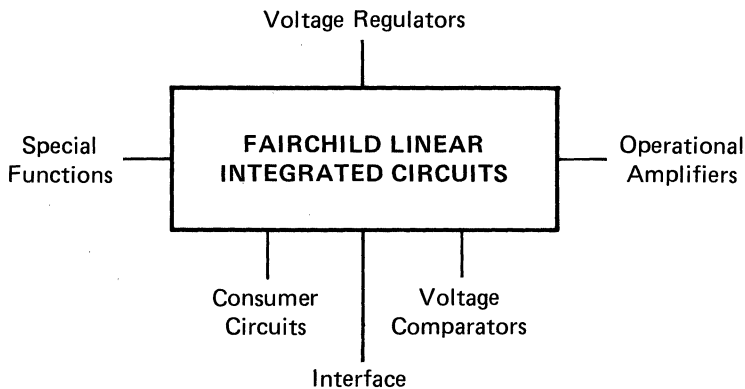 Voltage Regulators
Special
Functions
FAIRCHILD LINEAR
INTEGRATED CIRCUITS
Operational
Amplifiers
Consumer
Circuits
Voltage
Comparators
Interface